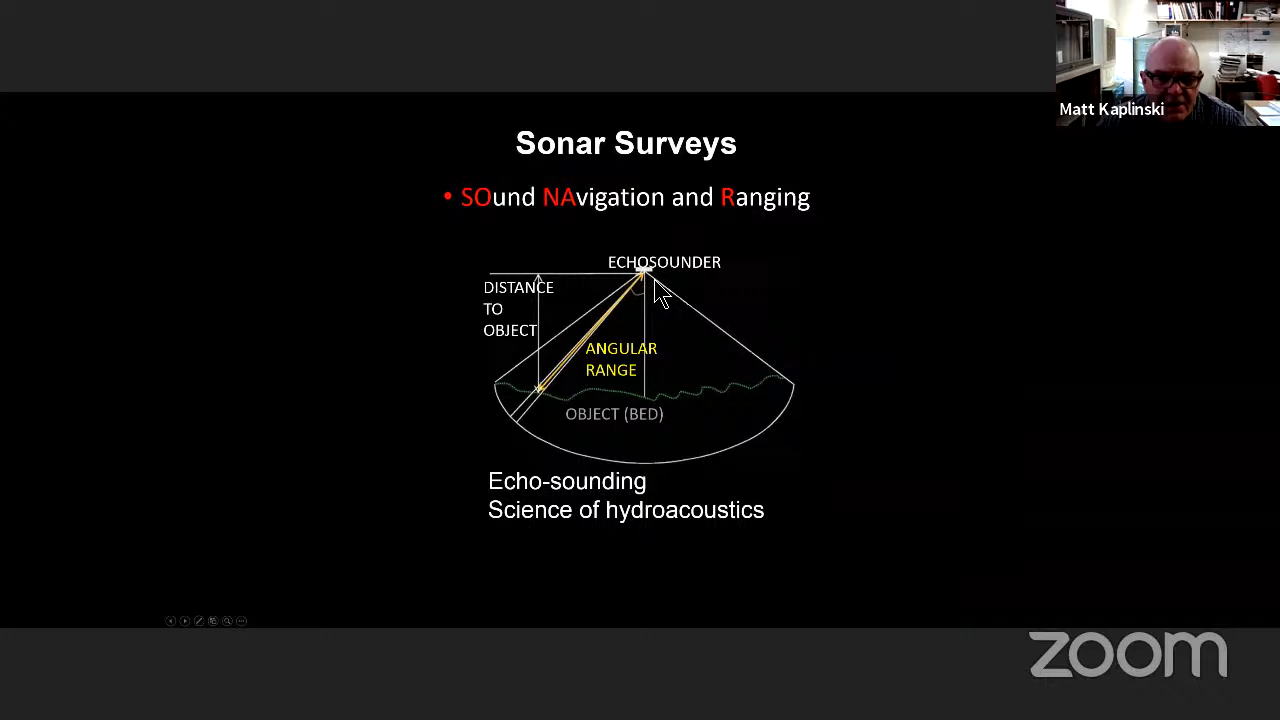 Matt Kaplinski
Sonar Surveys
• SOund NAvigation and Ranging
ECHOSOUNDER
DISTANCE
TO
OBJECT
ANGULAR
RANGE
OBJECT (BED)
Echo-sounding
Science of hydroacoustics
zoom